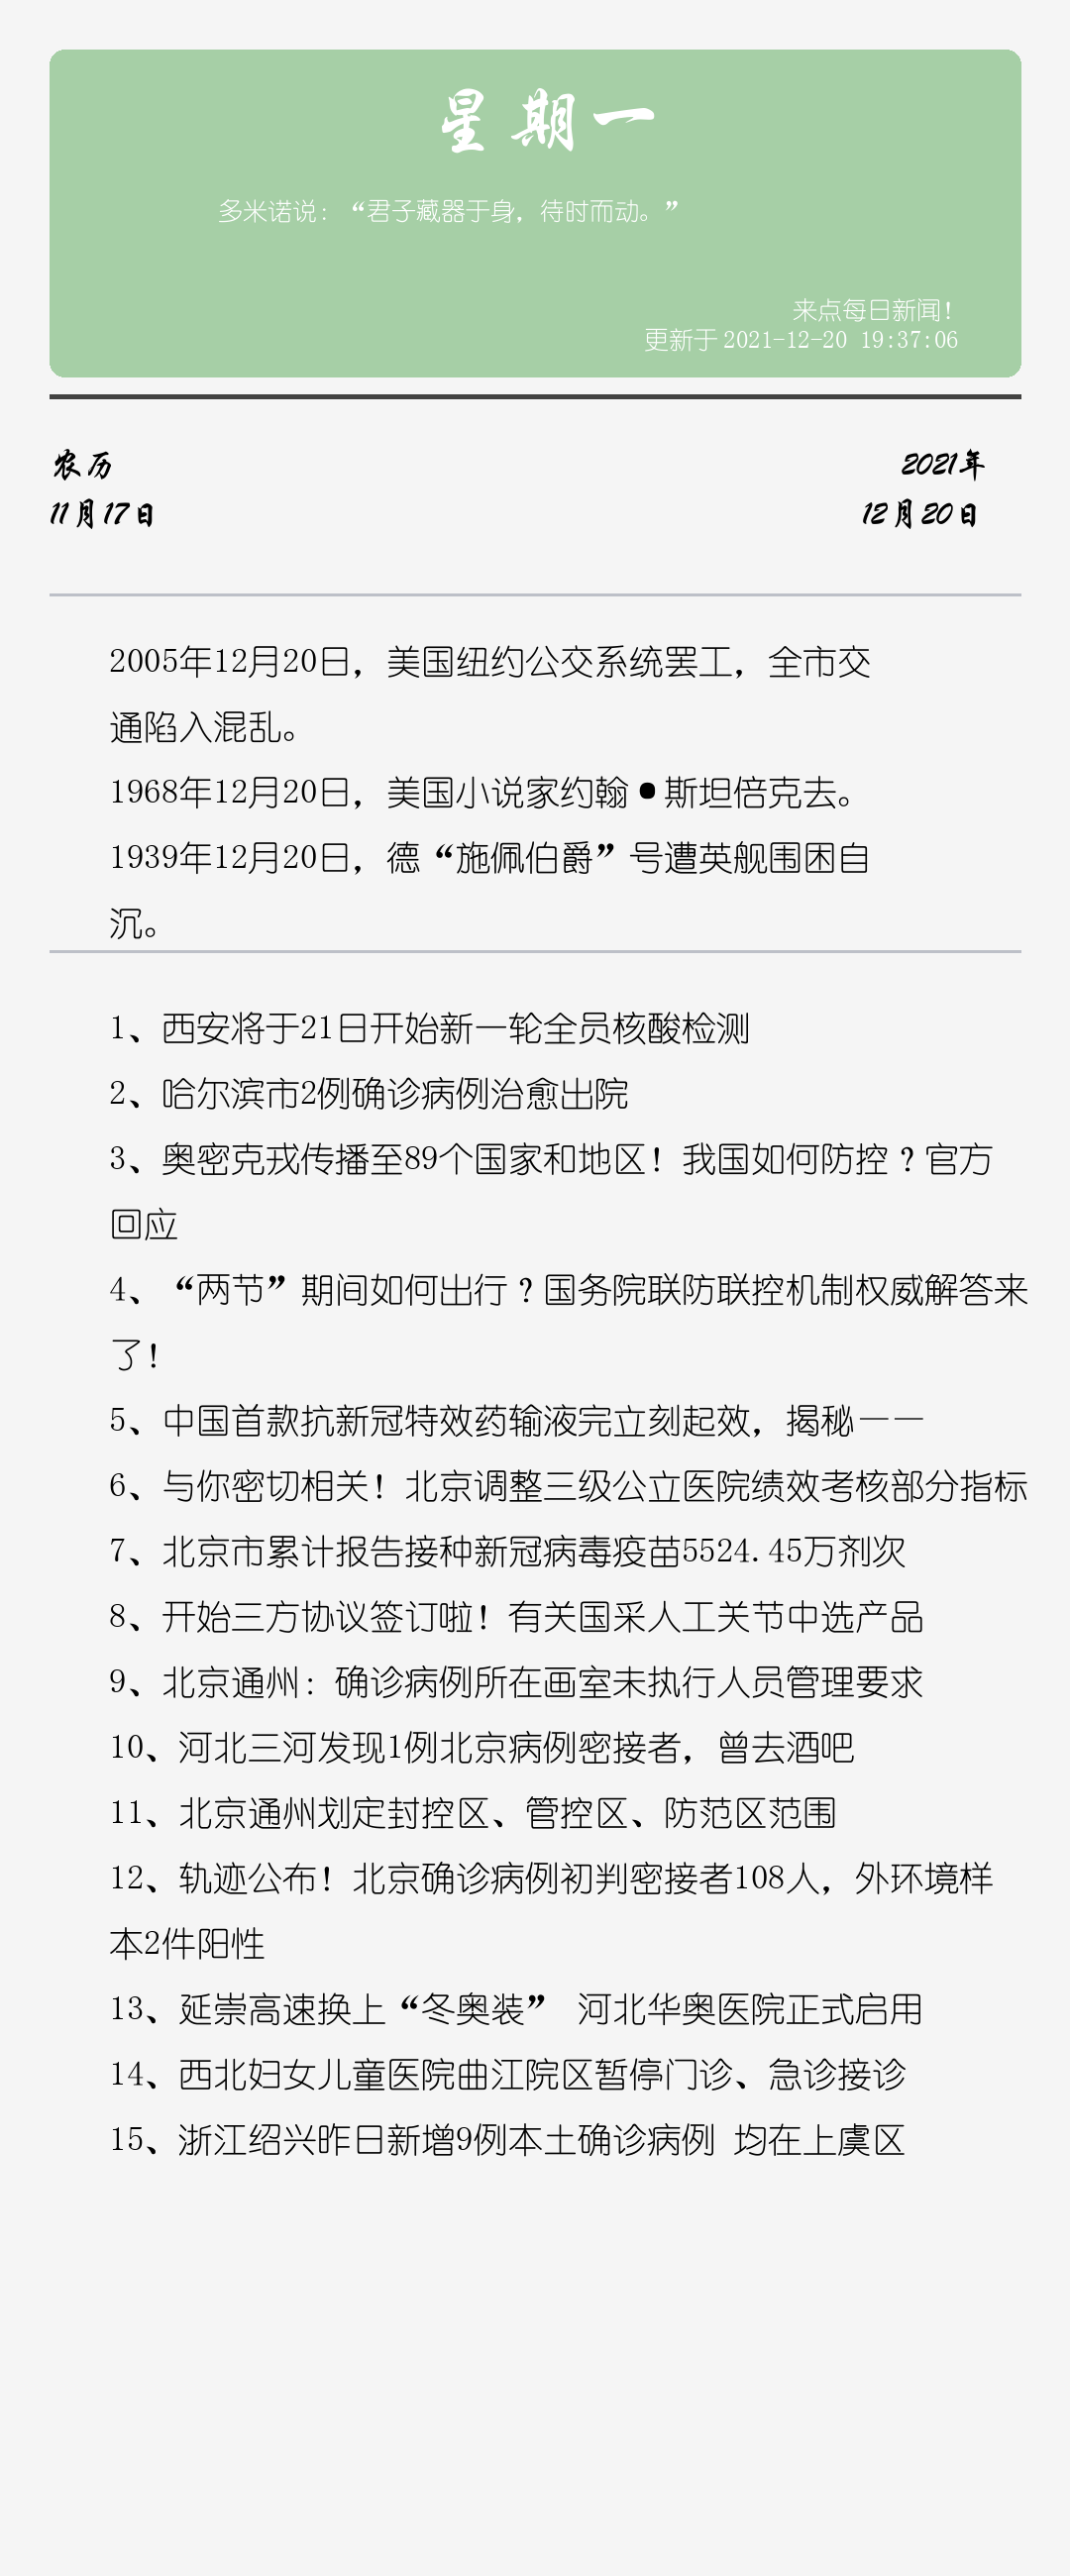 星期一
多米诺说：“君子藏器于身，待时而动。”
来点每日新闻！
更新于2021-12-20 19:37:06
农历
2021年
11月17日
12月20日
2005年12月20日，美国纽约公交系统罢工，全市交
通陷入混乱。
1968年12月20日，美国小说家约翰●斯坦倍克去。
1939年12月20日，德“施佩伯爵”号遭英舰围困自
沉。
1、西安将于21日开始新一轮全员核酸检测
2、哈尔滨市2例确诊病例治愈出院
3、奥密克戎传播至89个国家和地区！我国如何防控？官方
回应
4、“两节”期间如何出行？国务院联防联控机制权威解答来
了！
5、中国首款抗新冠特效药输液完立刻起效，揭秘——
6、与你密切相关！北京调整三级公立医院绩效考核部分指标
7、北京市累计报告接种新冠病毒疫苗5524.45万剂次
8、开始三方协议签订啦！有关国采人工关节中选产品
9、北京通州：确诊病例所在画室未执行人员管理要求
10、河北三河发现1例北京病例密接者，曾去酒吧
11、北京通州划定封控区、管控区、防范区范围
12、轨迹公布！北京确诊病例初判密接者108人，外环境样
本2件阳性
13、延崇高速换上“冬奥装” 河北华奥医院正式启用
14、西北妇女儿童医院曲江院区暂停门诊、急诊接诊
15、浙江绍兴昨日新增9例本土确诊病例 均在上虞区